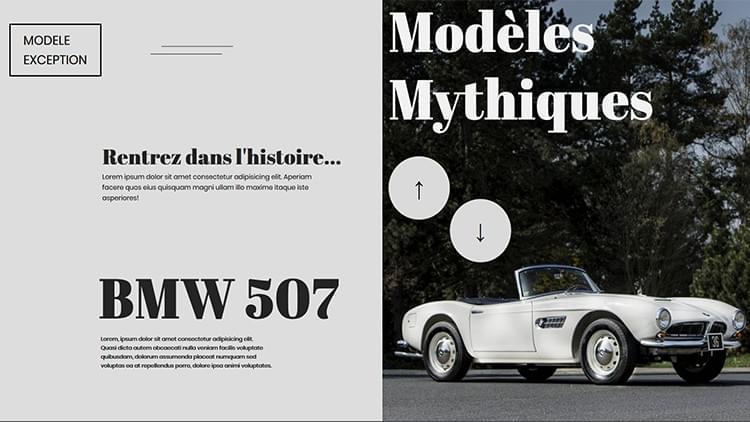 MODELE
EXCEPTION
Modèles
Mythiques
Rentrez dans l'histoire...
Lorem ipsum dolor sit amet consectetur adipisicing elit. Aperiam
facere quos eius quisquam magni ullam illo maxime itaque iste
asperiores!
↑
↓
BMW 507
Lorem, ipsum dolor sit amet consectetur adipisicing elit.
Quasi dicta autem obcaecati nulla veniam facilis voluptate
quibusdam, dolorum assumenda placeat numquam sed
voluptas ea at repellendus porro, dolore ipsa animi voluptates.